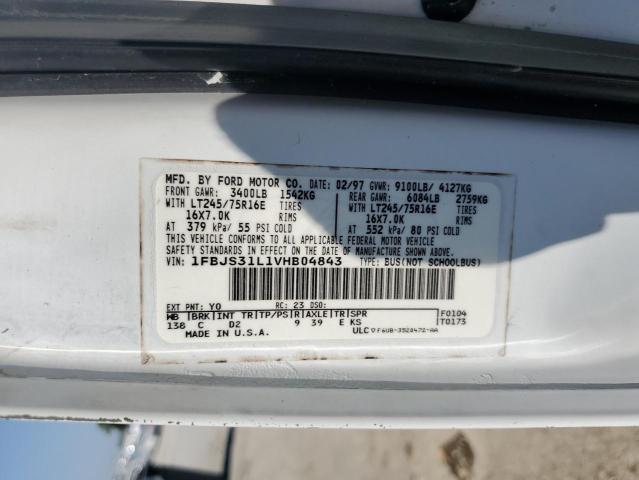 MFD. BY FORD MOTOR CO. DATE: 02/97 GVWR: 9100LB/ 4127KG
FRONT GAWR: 3400LB 1542KG REAR GAWR: 6084LB 2759KG
WITH LT245/75R16E TIRES WITH LT245/75R16E TIRES
16X7.0K RIMS 16X7.0K RIMS
AT 379 kPa/ 55 PSI COLD AT 552 kPa/ 80 PSI COLD
THIS VEHICLE CONFORMS TO ALL APPLICABLE FEDERAL MOTOR VEHICLE
SAFETY STANDARDS IN EFFECT ON THE DATE OF MANUFACTURE SHOWN ABOVE.
VIN: 1FBJS31L1VHB04843 TYPE: BUS(NOT SCHOOLBUS)
EXT PNT: YO RC: 23 DSO:
WB |BRK|INT TR|TP/PS|R|AXLE|TR|SPR F0104
138 C D2 9 39 E KS T0173
MADE IN U.S.A. ULC F6UB-3520472-AA